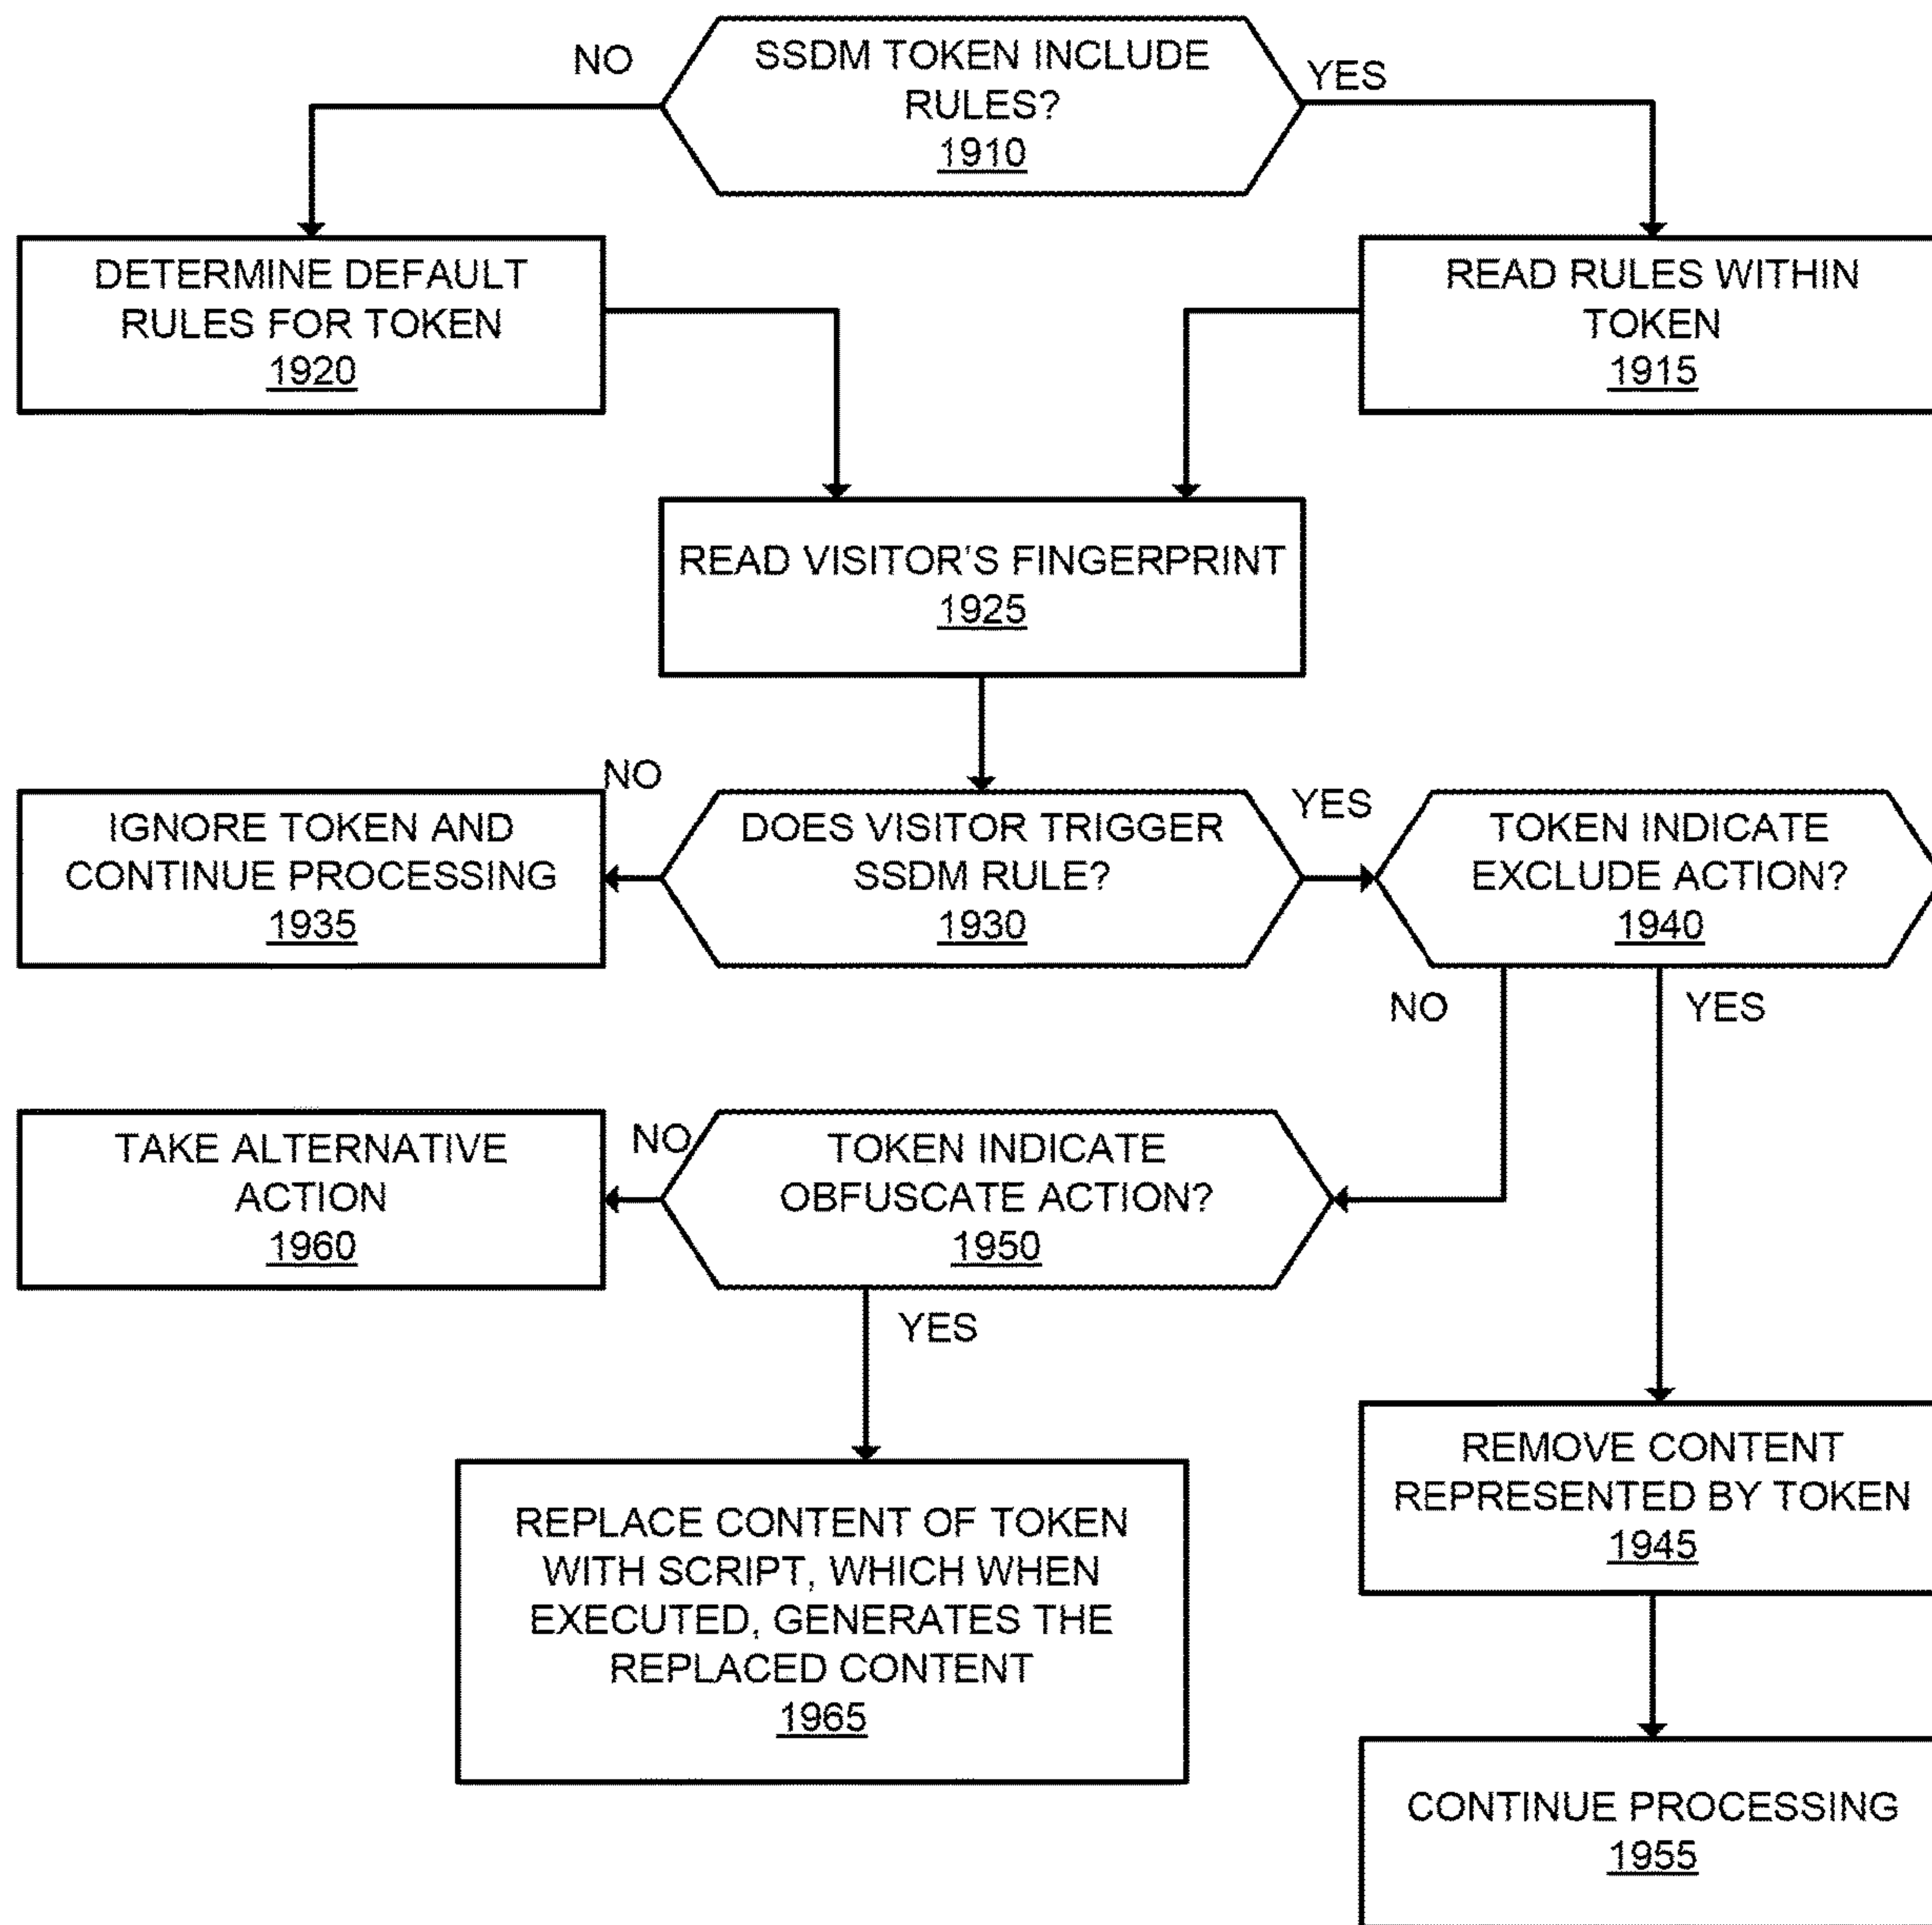 NO
SSDM TOKEN INCLUDE
RULES?
1910
YES
DETERMINE DEFAULT
RULES FOR TOKEN
1920
READ RULES WITHIN
TOKEN
1915
READ VISITOR'S FINGERPRINT
1925
NO
IGNORE TOKEN AND
CONTINUE PROCESSING
1935
DOES VISITOR TRIGGER
SSDM RULE?
1930
YES
TOKEN INDICATE
EXCLUDE ACTION?
1940
NO
YES
TAKE ALTERNATIVE
ACTION
1960
NO
TOKEN INDICATE
OBFUSCATE ACTION?
1950
YES
REPLACE CONTENT OF TOKEN
WITH SCRIPT, WHICH WHEN
EXECUTED, GENERATES THE
REPLACED CONTENT
1965
REMOVE CONTENT
REPRESENTED BY TOKEN
1945
CONTINUE PROCESSING
1955